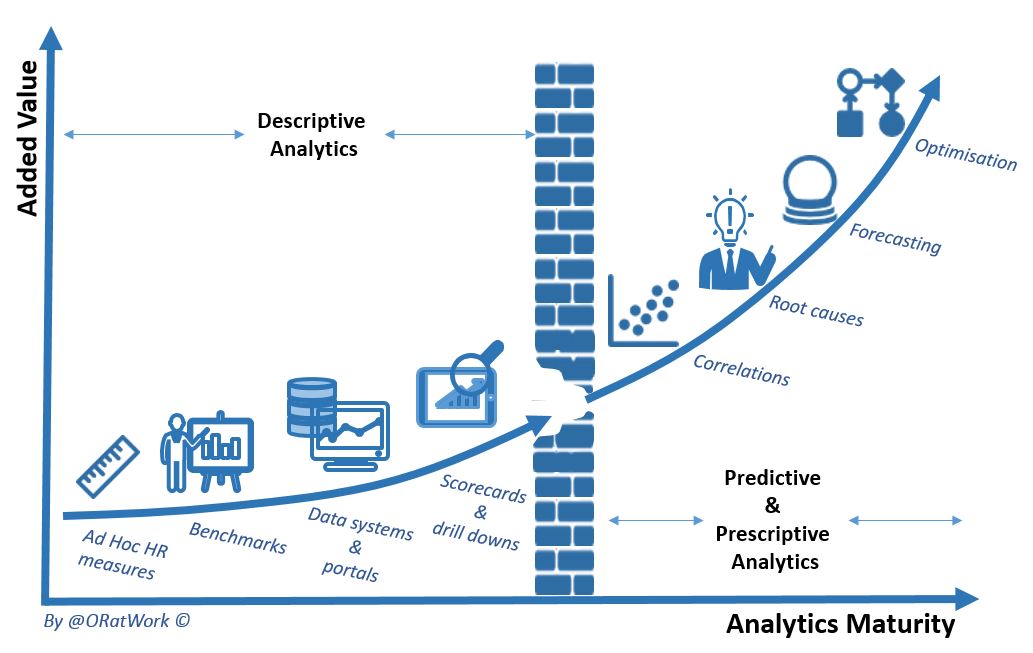 Added Value
Descriptive
Analytics
Optimisation
Forecasting
Root causes
Correlations
Scorecards
&
drill downs
Data systems
&
portals
Benchmarks
Ad Hoc HR
measures
Predictive
&
Prescriptive
Analytics
By @ORatWork ©
Analytics Maturity